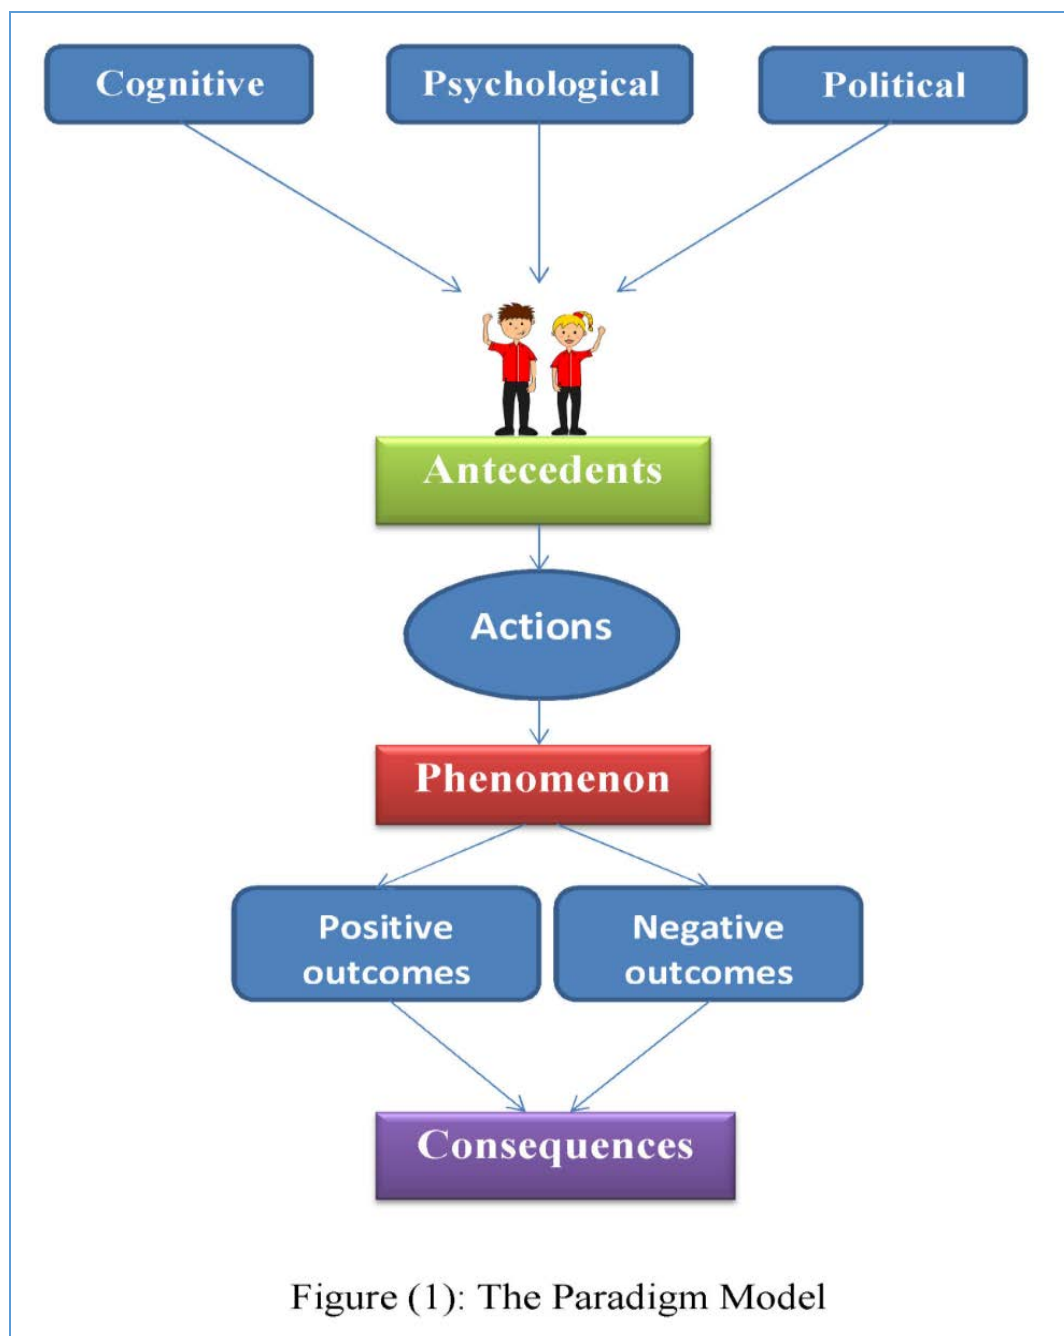 Cognitive
Psychological
Political
Antecedents
Actions
Phenomenon
Positive
outcomes
Negative
outcomes
Consequences
Figure (1): The Paradigm Model